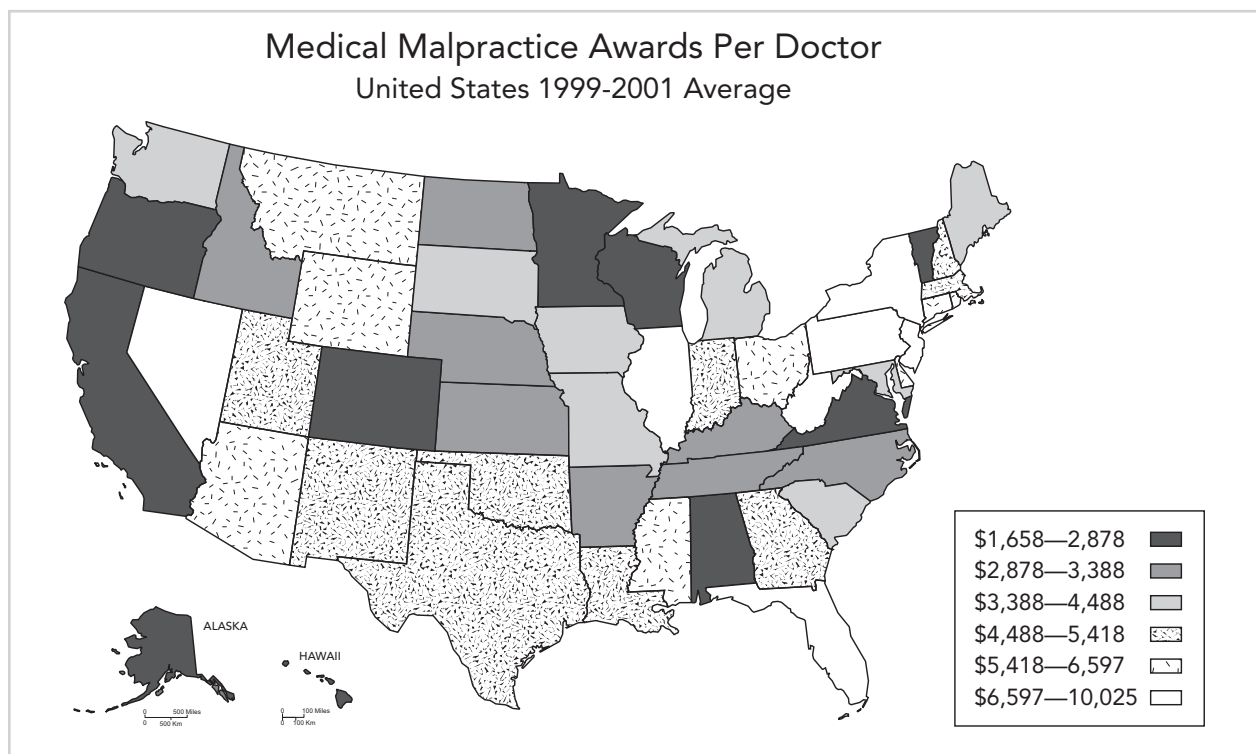 Medical Malpractice Awards Per Doctor
United States 1999-2001 Average
$1,658—2,878
$2,878—3,388
$3,388—4,488
$4,488—5,418
$5,418—6,597
$6,597—10,025
ALASKA
HAWAII
0 500 Miles
0 500 Km
0 100 Miles
0 100 Km